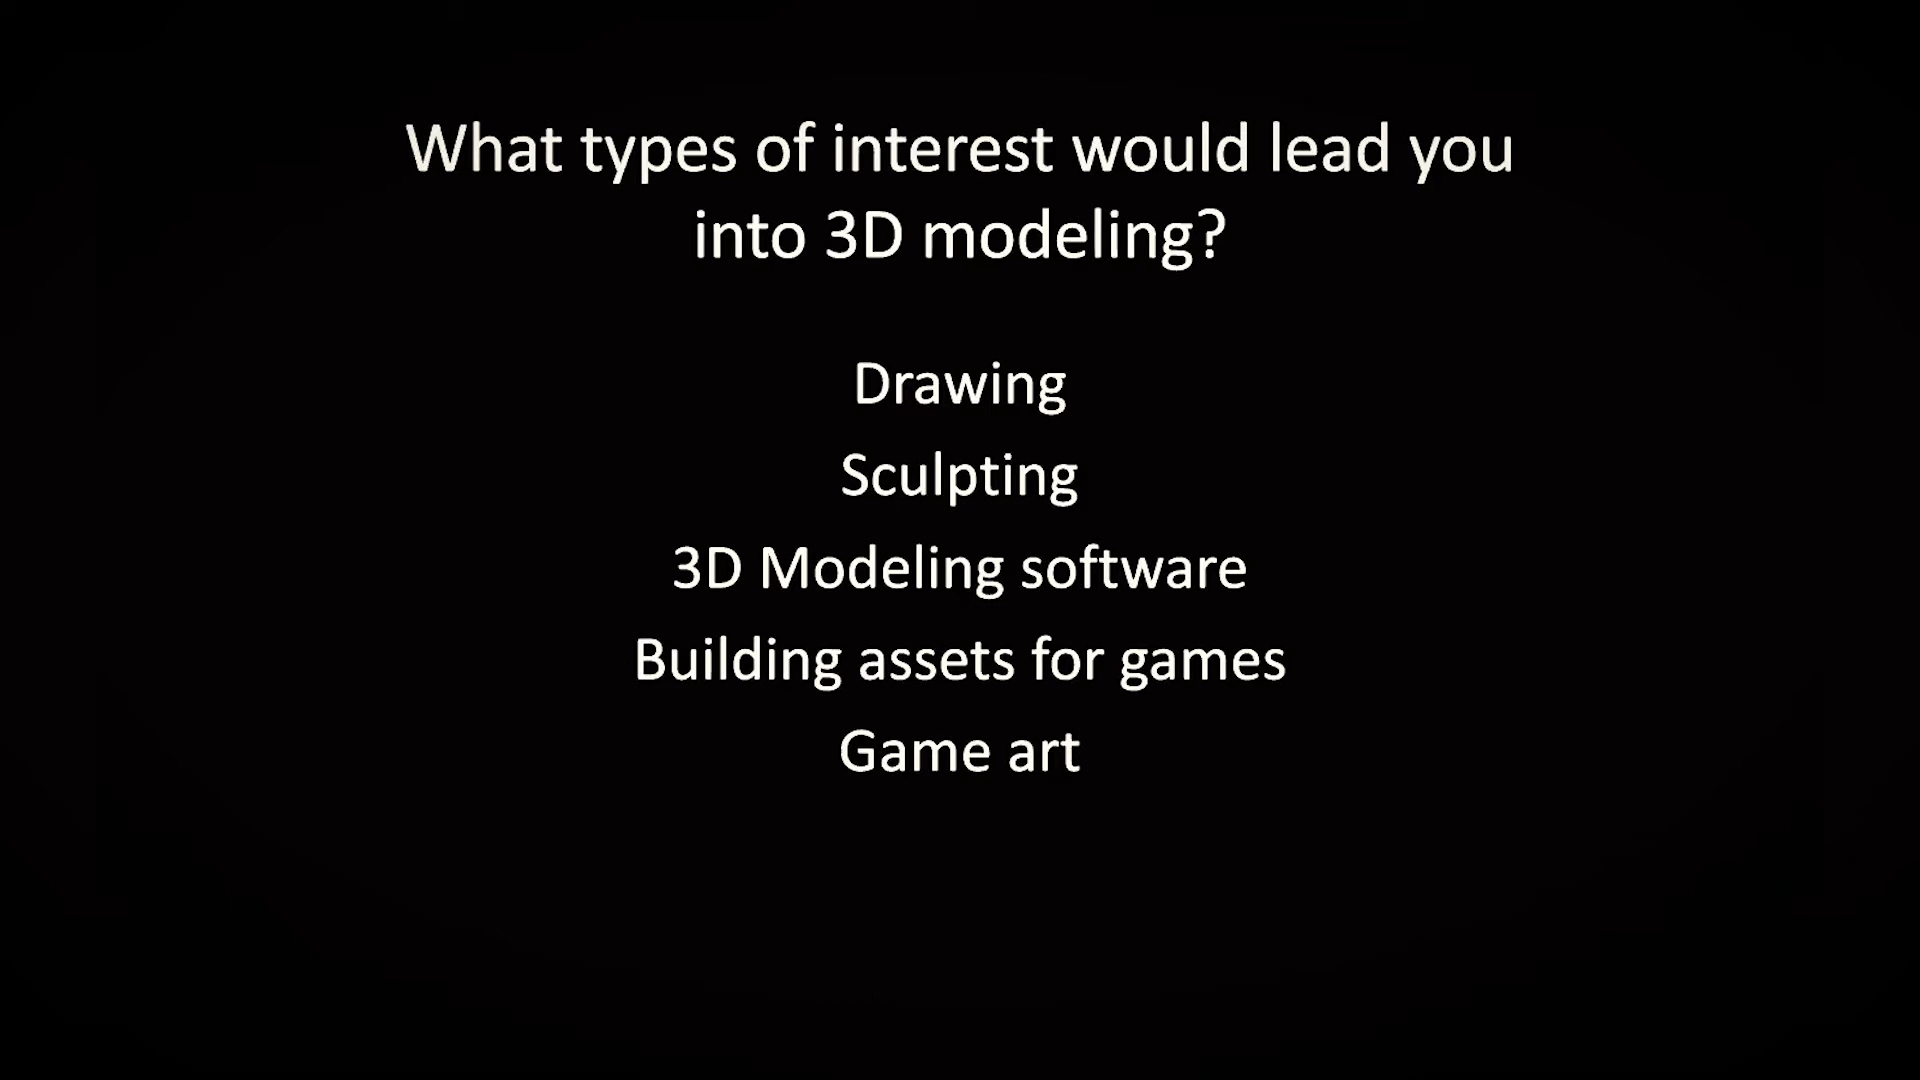 What types of interest would lead you
into 3D modeling?
Drawing
Sculpting
3D Modeling software
Building assets for games
Game art